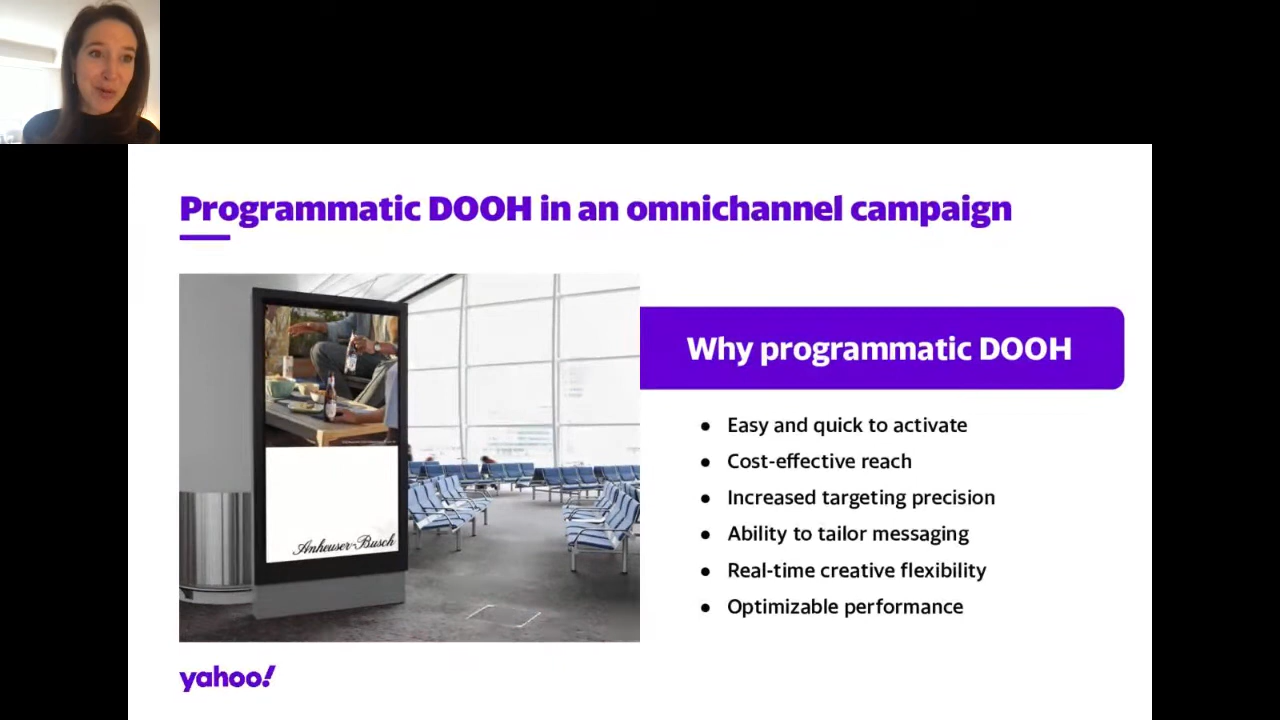 Programmatic DOOH in an omnichannel campaign
Why programmatic DOOH
• Easy and quick to activate
• Cost-effective reach
• Increased targeting precision
• Ability to tailor messaging
• Real-time creative flexibility
• Optimizable performance
Anheuser-Busch
yahoo!